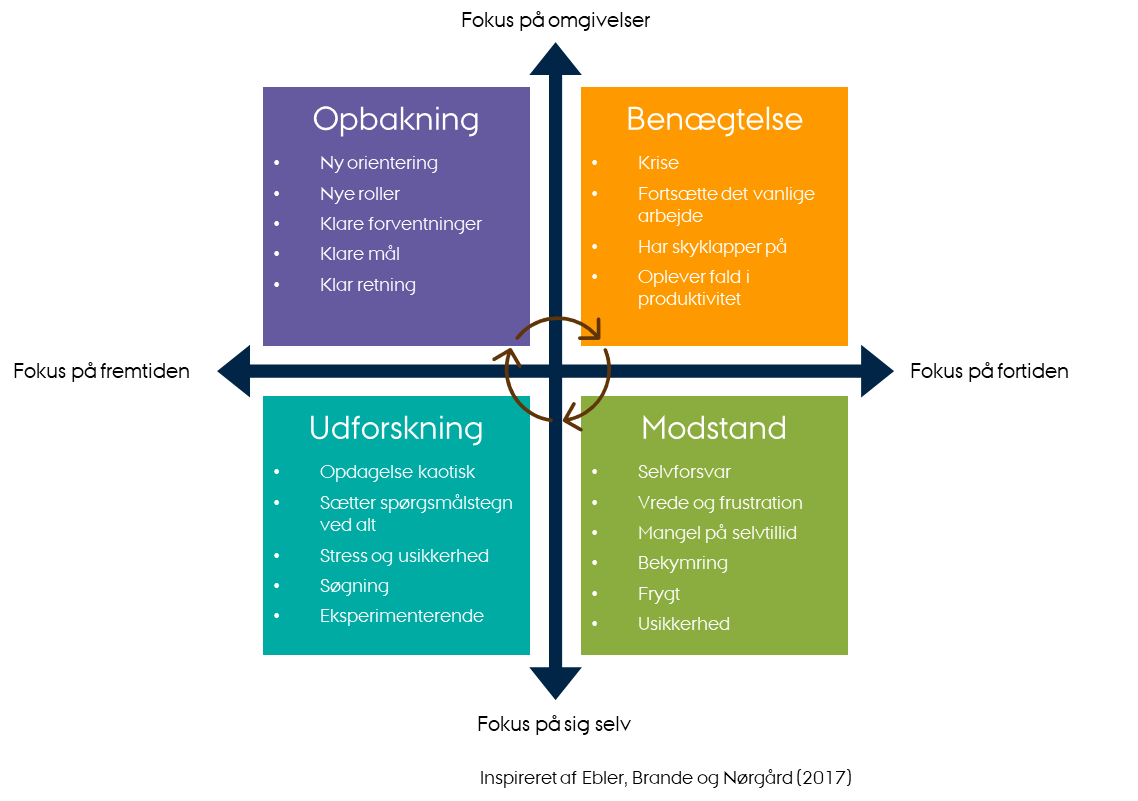 Fokus på omgivelser
Opbakning
• Ny orientering
• Nye roller
• Klare forventninger
• Klare mål
• Klar retning
Benægtelse
• Krise
• Fortsætte det vanlige
arbejde
• Har skyklapper på
• Oplever fald i
produktivitet
Fokus på fremtiden
Fokus på fortiden
Udforskning
• Opdagelse kaotisk
• Sætter spørgsmålstegn
ved alt
• Stress og usikkerhed
• Søgning
• Eksperimenterende
Modstand
• Selvforsvar
• Vrede og frustration
• Mangel på selvtillid
• Bekymring
• Frygt
• Usikkerhed
Fokus på sig selv
Inspireret af Ebler, Brande og Nørgård (2017)